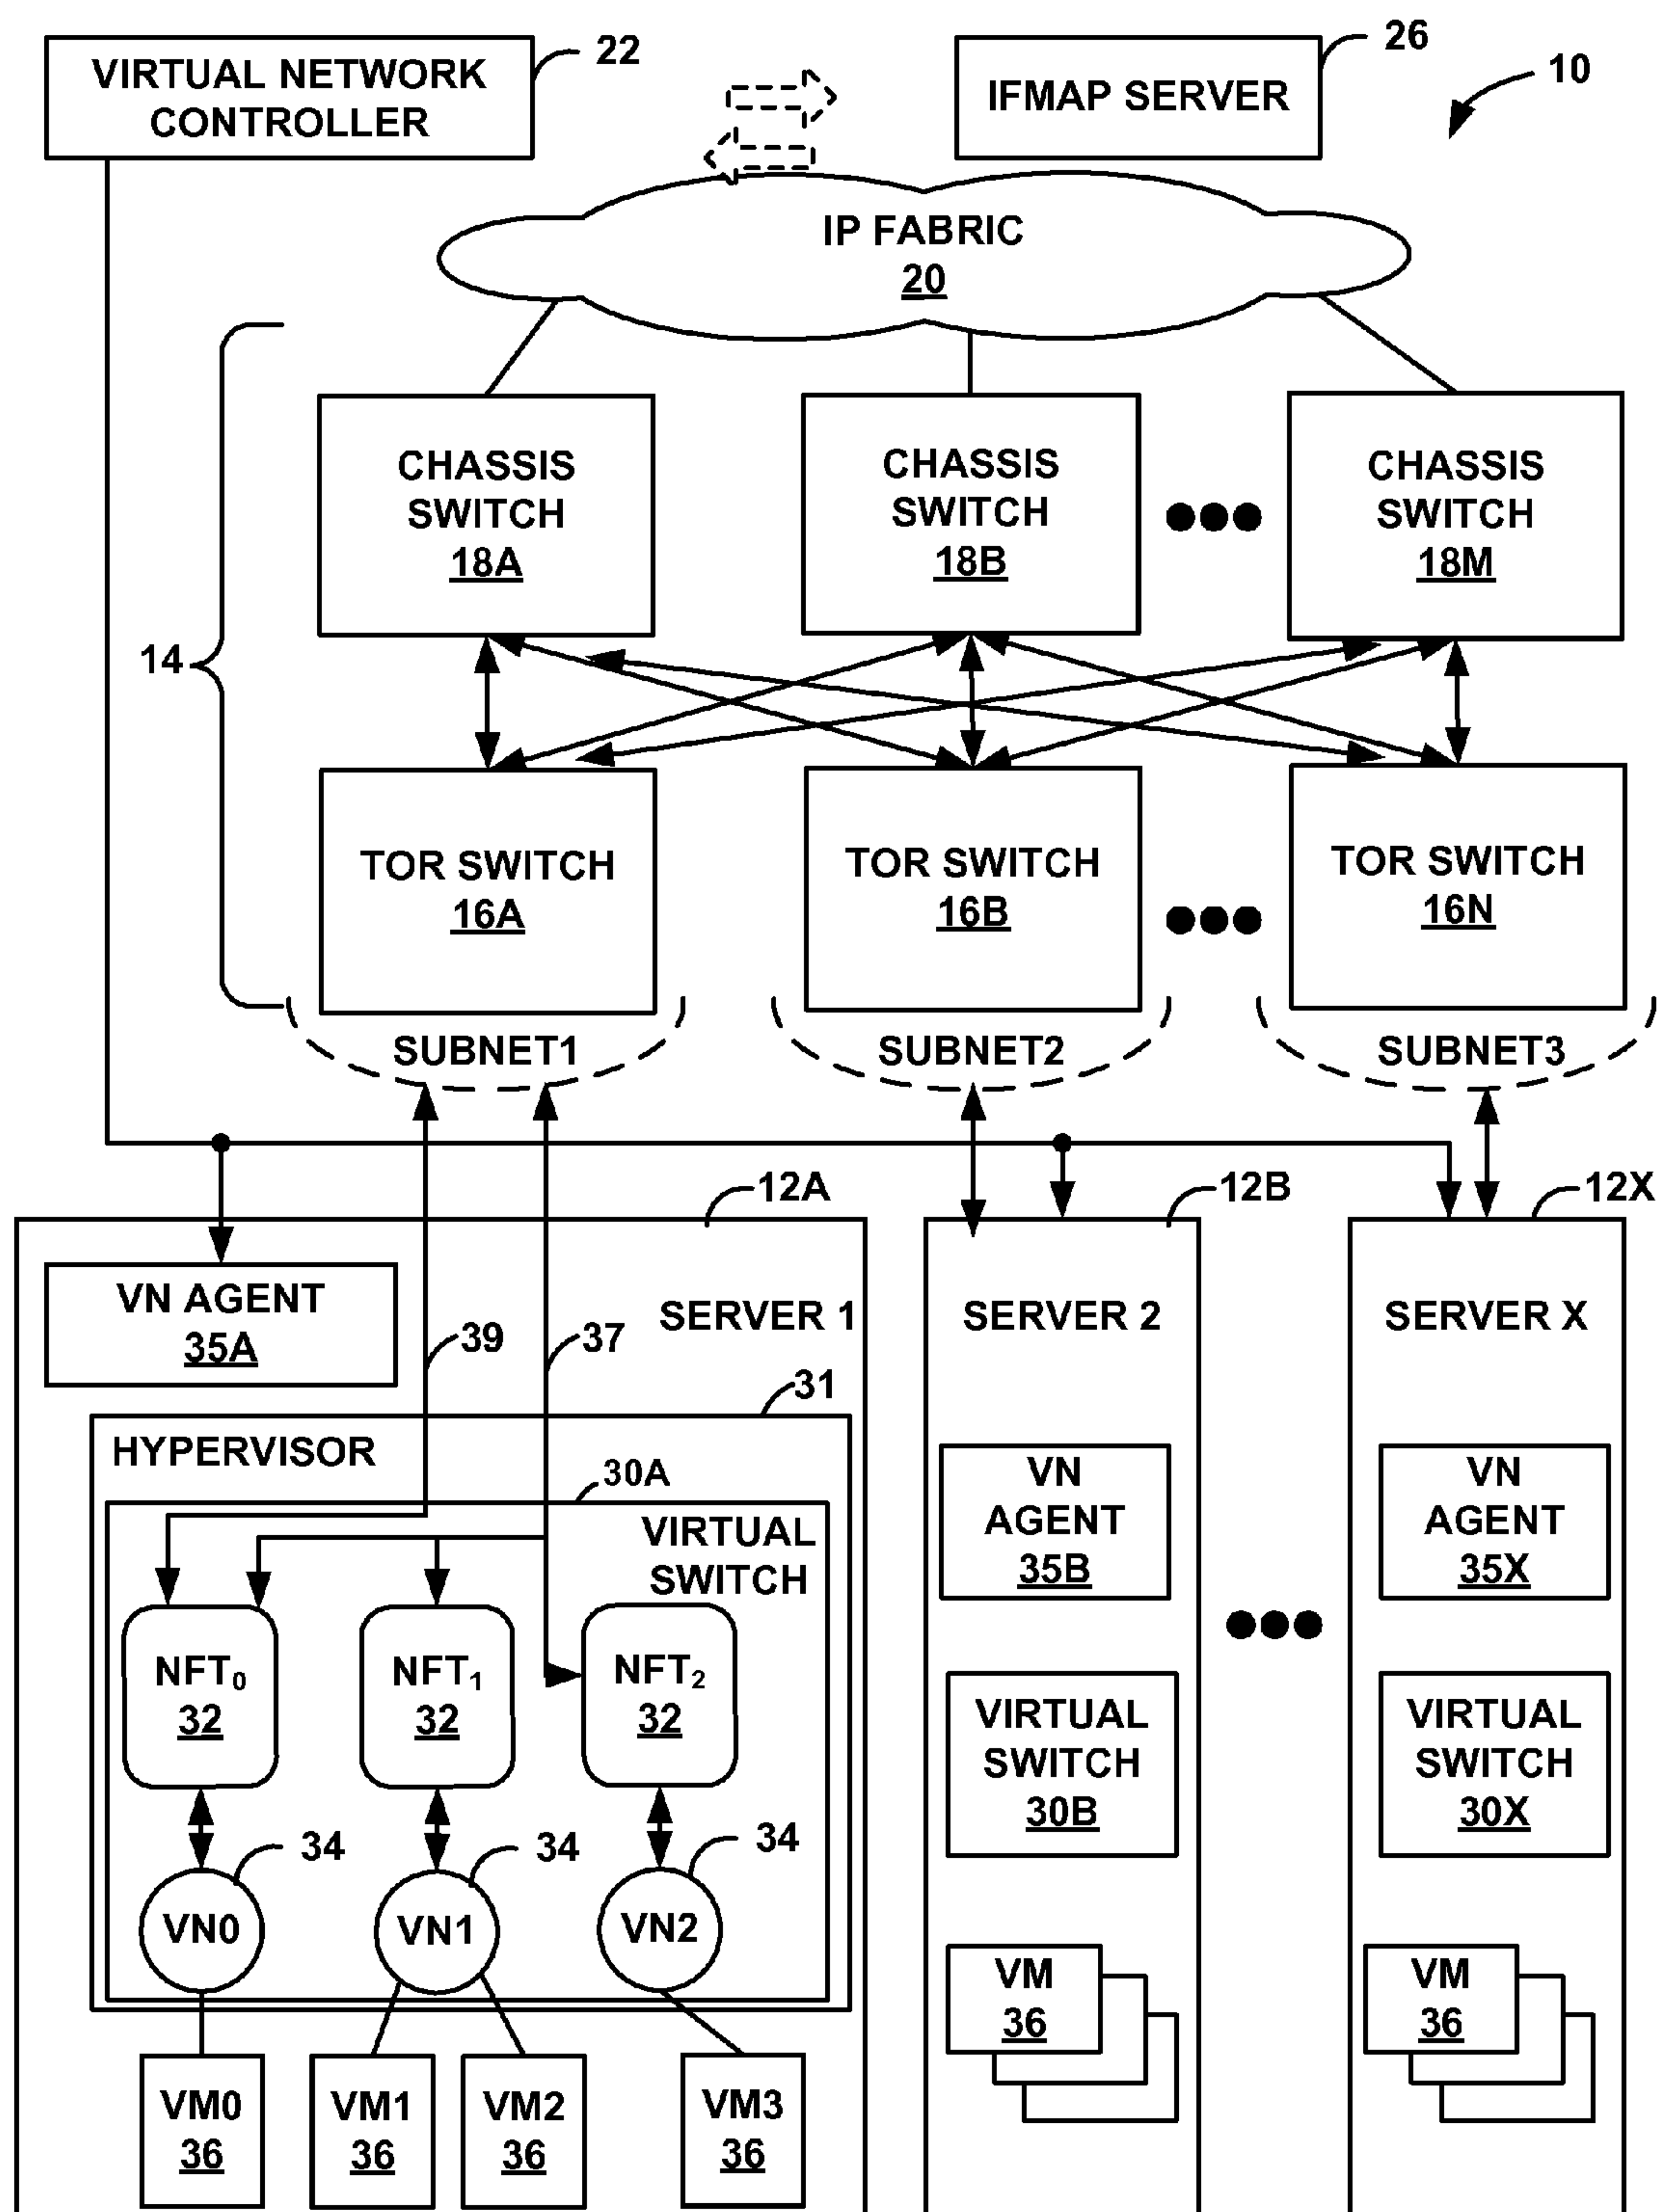 VIRTUAL NETWORK
CONTROLLER
22
IFMAP SERVER
26
10
IP FABRIC
20
14
CHASSIS
SWITCH
18A
CHASSIS
SWITCH
18B
CHASSIS
SWITCH
18M
TOR SWITCH
16A
TOR SWITCH
16B
TOR SWITCH
16N
SUBNET1
SUBNET2
SUBNET3
12A
12B
12X
VN AGENT
35A
SERVER 1
39
37
31
HYPERVISOR
30A
VIRTUAL
SWITCH
NFT₀
32
NFT₁
32
NFT₂
32
34
34
34
VN0
VN1
VN2
VM0
36
VM1
36
VM2
36
VM3
36
SERVER 2
VN
AGENT
35B
VIRTUAL
SWITCH
30B
VM
36
SERVER X
VN
AGENT
35X
VIRTUAL
SWITCH
30X
VM
36